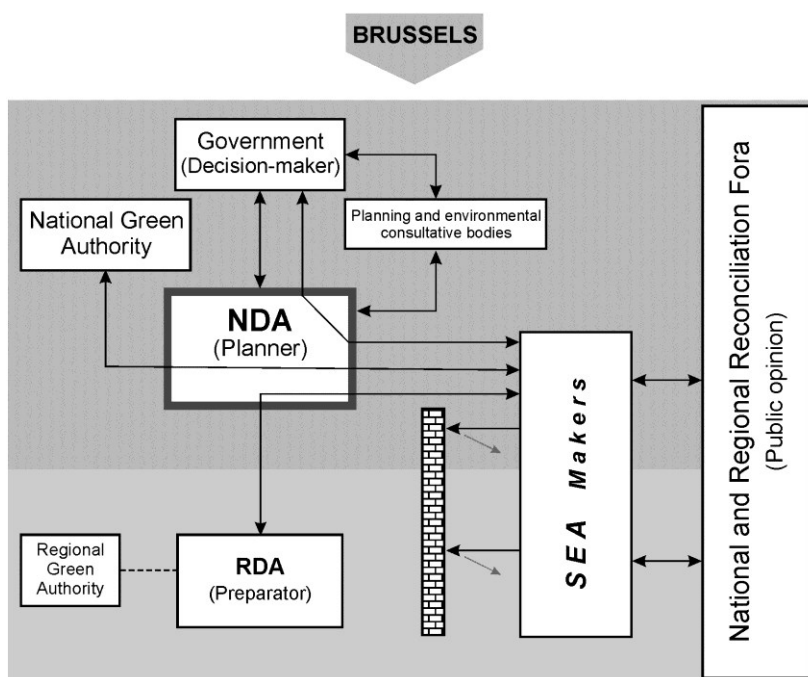 BRUSSELS
Government
(Decision-maker)
National Green
Authority
Planning and environmental
consultative bodies
NDA
(Planner)
SEA Makers
National and Regional Reconciliation Fora
(Public opinion)
Regional
Green
Authority
RDA
(Preparator)